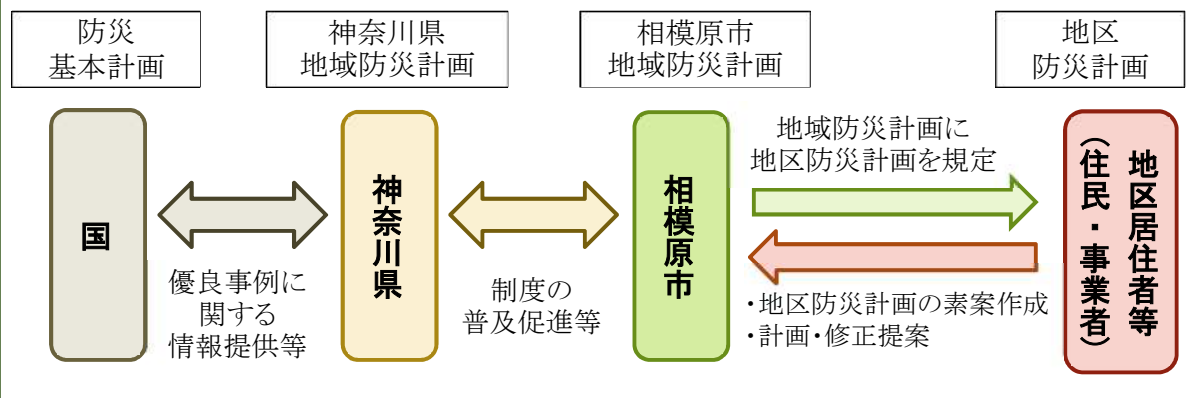 防災
基本計画
神奈川県
地域防災計画
相模原市
地域防災計画
地区
防災計画
国
優良事例に
関する
情報提供等
神奈川県
制度の
普及促進等
相模原市
地域防災計画に
地区防災計画を規定
・地区防災計画の素案作成
・計画・修正提案
地区居住者等
（住民・事業者）